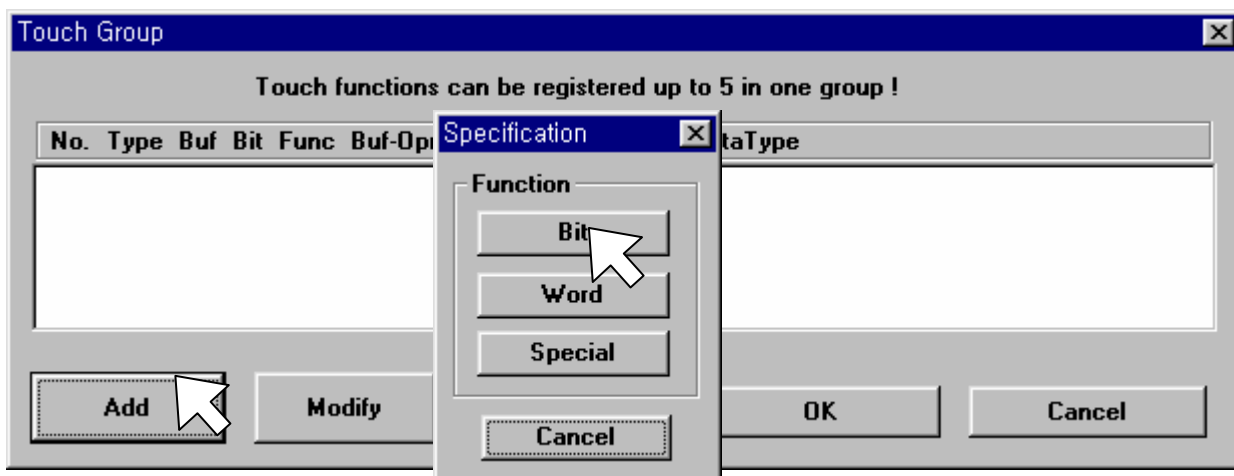 Touch Group
Touch functions can be registered up to 5 in one group !
No. Type Buf Bit Func Buf-Opr taType
Specification
Function
Bit
Word
Special
Cancel
Add
Modify
OK
Cancel